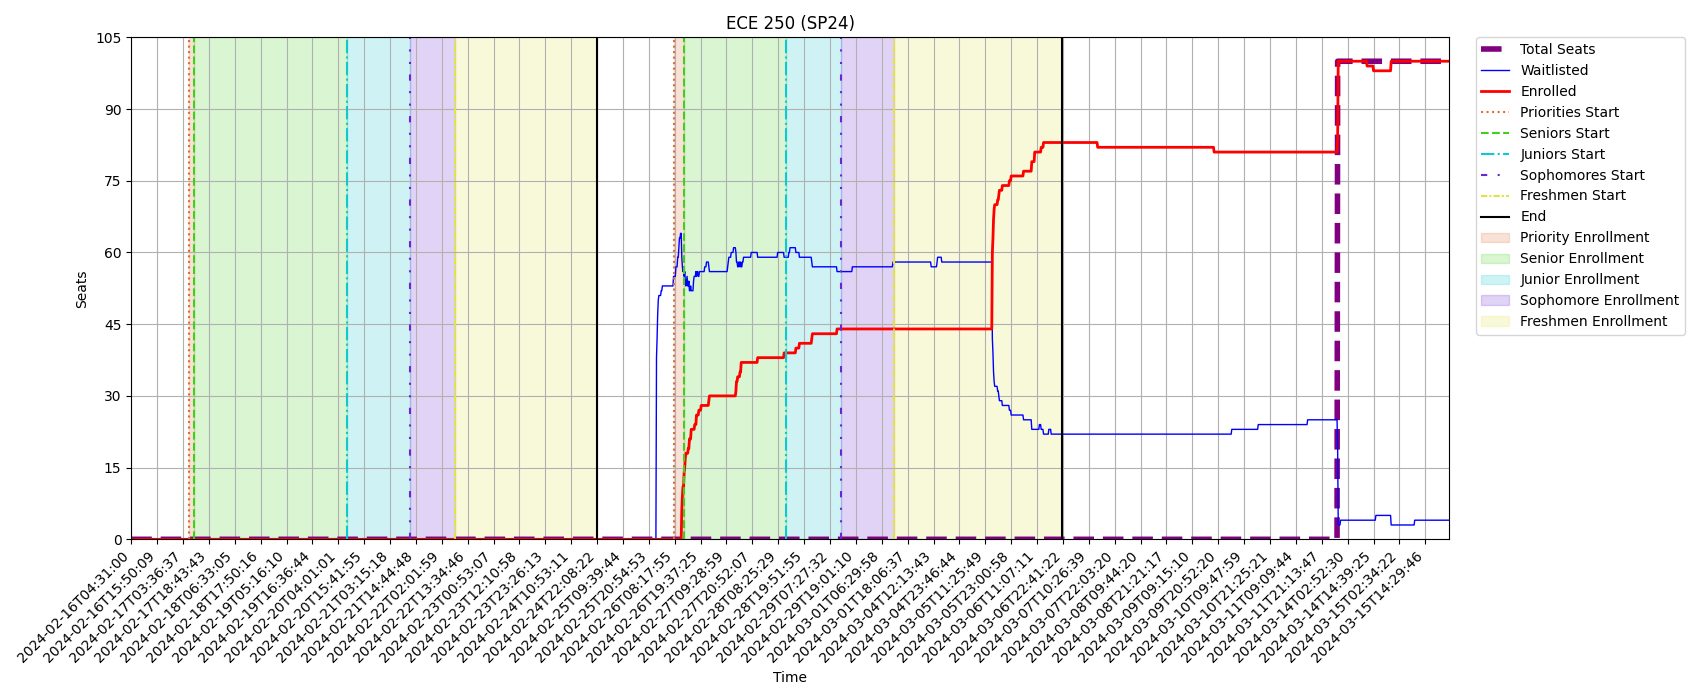 ECE 250 (SP24)
Seats
105
90
75
60
45
30
15
0
2024-02-16T04:31:00
2024-02-16T15:50:09
2024-02-17T03:36:37
2024-02-17T18:43:43
2024-02-18T06:33:05
2024-02-18T17:50:16
2024-02-19T05:16:10
2024-02-19T16:36:44
2024-02-20T04:01:01
2024-02-20T15:41:55
2024-02-21T03:15:18
2024-02-21T14:44:48
2024-02-22T02:01:59
2024-02-22T13:34:46
2024-02-23T00:53:07
2024-02-23T12:10:58
2024-02-23T23:26:13
2024-02-24T10:53:11
2024-02-24T22:08:22
2024-02-25T09:39:44
2024-02-25T20:54:53
2024-02-26T08:17:55
2024-02-26T19:37:25
2024-02-27T09:28:59
2024-02-27T20:52:07
2024-02-28T08:25:29
2024-02-28T19:51:55
2024-02-29T07:27:32
2024-02-29T19:01:10
2024-03-01T06:29:58
2024-03-01T18:06:37
2024-03-04T12:13:43
2024-03-04T23:46:44
2024-03-05T11:25:49
2024-03-05T23:00:58
2024-03-06T11:07:11
2024-03-06T22:41:22
2024-03-07T10:26:39
2024-03-07T22:03:20
2024-03-08T09:44:20
2024-03-08T21:21:17
2024-03-09T09:15:10
2024-03-09T20:52:20
2024-03-10T09:47:59
2024-03-10T21:25:21
2024-03-11T09:09:44
2024-03-11T21:13:47
2024-03-14T02:52:30
2024-03-14T14:39:25
2024-03-15T02:34:22
2024-03-15T14:29:46
Time
Total Seats
Waitlisted
Enrolled
Priorities Start
Seniors Start
Juniors Start
Sophomores Start
Freshmen Start
End
Priority Enrollment
Senior Enrollment
Junior Enrollment
Sophomore Enrollment
Freshmen Enrollment